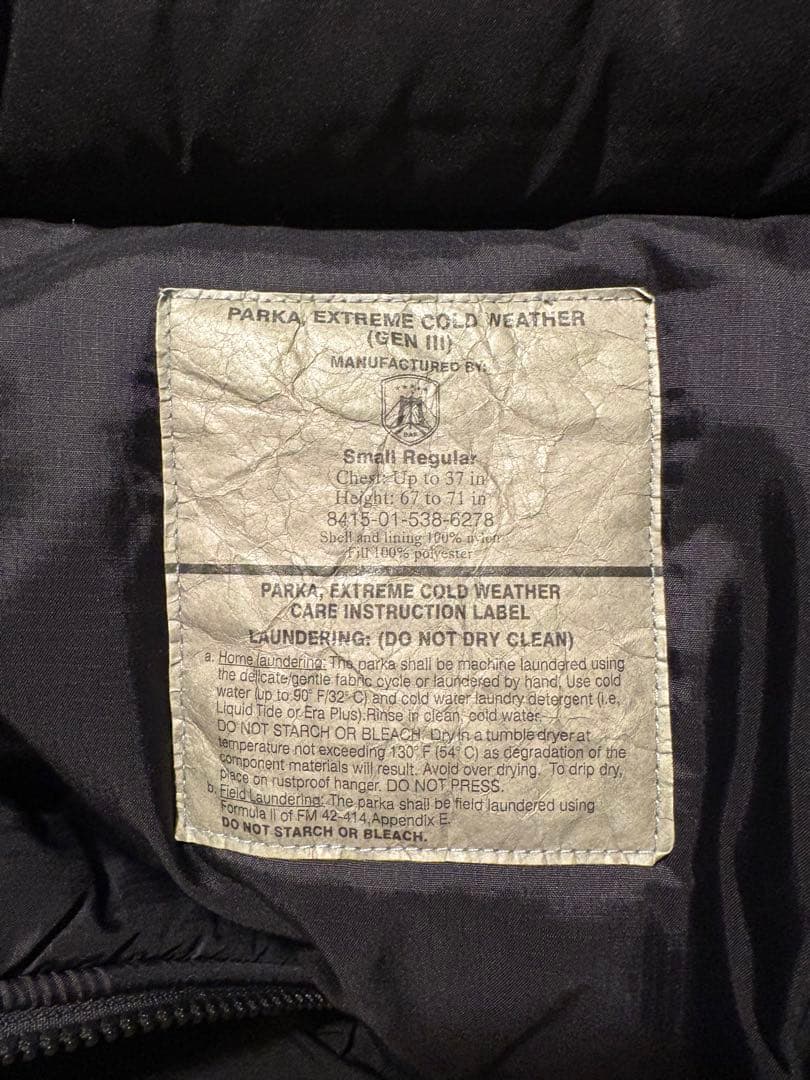 PARKA, EXTREME COLD WEATHER
(GEN III)
MANUFACTURED BY:
Small Regular
Chest: Up to 37 in
Height: 67 to 71 in
8415-01-538-6278
Shell and lining 100% nylon
Fill 100% polyester
PARKA, EXTREME COLD WEATHER
CARE INSTRUCTION LABEL
LAUNDERING: (DO NOT DRY CLEAN)
a. Home laundering: The parka shall be machine laundered using
the delicate/gentle fabric cycle or laundered by hand. Use cold
water (up to 90° F/32° C) and cold water laundry detergent (i.e,
Liquid Tide or Era Plus).Rinse in clean, cold water.
DO NOT STARCH OR BLEACH. Dry in a tumble dryer at
temperature not exceeding 130° F (54° C) as degradation of the
component materials will result. Avoid over drying. To drip dry,
place on rustproof hanger. DO NOT PRESS.
b. Field Laundering: The parka shall be field laundered using
Formula II of FM 42-414,Appendix E.
DO NOT STARCH OR BLEACH.